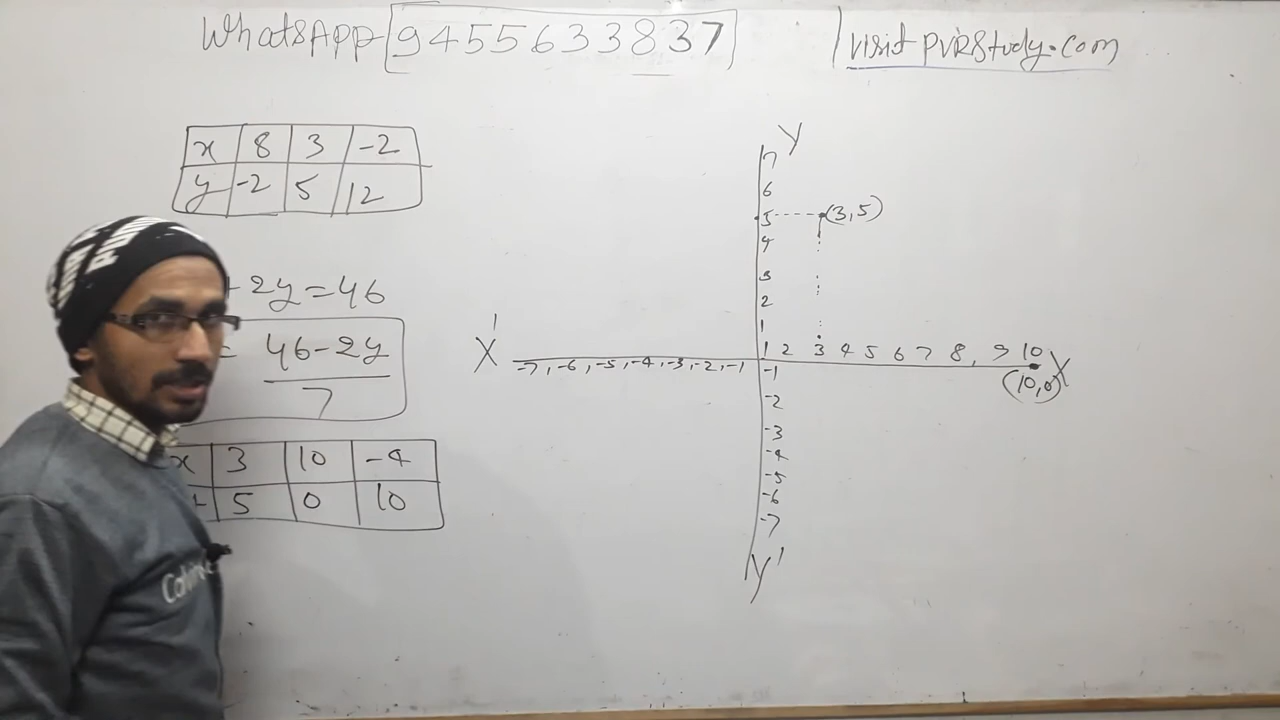 WhatsApp 9455633837
visit pvRStudy.com
x 8 3 -2
y -2 5 12
2y=46
= 46-2y
7
x 3 10 -4
5 0 10
Y
7
6
5 (3,5)
4
3
2
1
X' -7, -6, -5, -4, -3, -2, -1 1 2 3 4 5 6 7 8, 9 10 X
(10,0)
-1
-2
-3
-4
-5
-6
-7
Y'